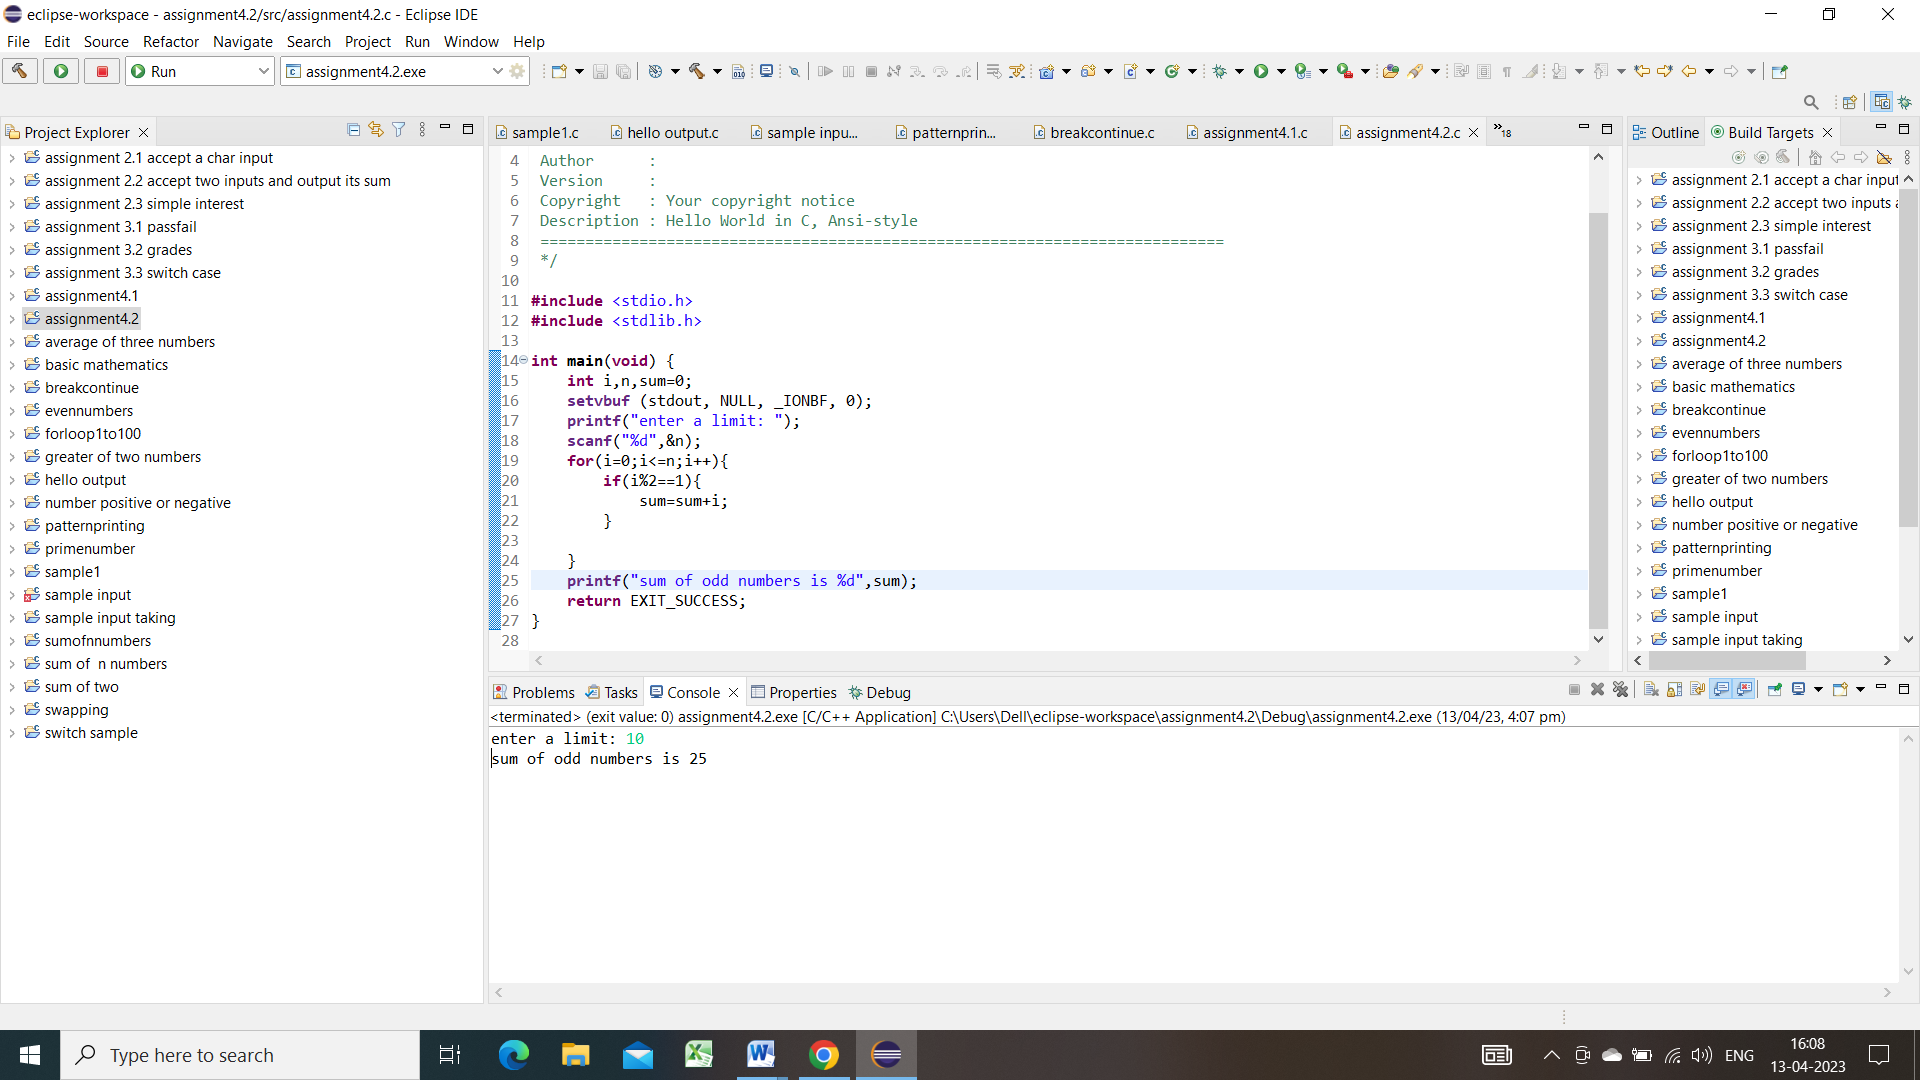 eclipse-workspace - assignment4.2/src/assignment4.2.c - Eclipse IDE
File Edit Source Refactor Navigate Search Project Run Window Help
Run
assignment4.2.exe
Project Explorer
assignment 2.1 accept a char input
assignment 2.2 accept two inputs and output its sum
assignment 2.3 simple interest
assignment 3.1 passfail
assignment 3.2 grades
assignment 3.3 switch case
assignment4.1
assignment4.2
average of three numbers
basic mathematics
breakcontinue
evennumbers
forloop1to100
greater of two numbers
hello output
number positive or negative
patternprinting
primenumber
sample1
sample input
sample input taking
sumofnnumbers
sum of  n numbers
sum of two
swapping
switch sample
sample1.c hello output.c sample inpu... patternprin... breakcontinue.c assignment4.1.c assignment4.2.c »18
4 Author      :
5 Version     :
6 Copyright   : Your copyright notice
7 Description : Hello World in C, Ansi-style
8 ============================================================================
9 */
10
11 #include <stdio.h>
12 #include <stdlib.h>
13
14 int main(void) {
15     int i,n,sum=0;
16     setvbuf (stdout, NULL, _IONBF, 0);
17     printf("enter a limit: ");
18     scanf("%d",&n);
19     for(i=0;i<=n;i++){
20         if(i%2==1){
21             sum=sum+i;
22         }
23
24     }
25     printf("sum of odd numbers is %d",sum);
26     return EXIT_SUCCESS;
27 }
28
Outline Build Targets
assignment 2.1 accept a char input
assignment 2.2 accept two inputs a
assignment 2.3 simple interest
assignment 3.1 passfail
assignment 3.2 grades
assignment 3.3 switch case
assignment4.1
assignment4.2
average of three numbers
basic mathematics
breakcontinue
evennumbers
forloop1to100
greater of two numbers
hello output
number positive or negative
patternprinting
primenumber
sample1
sample input
sample input taking
Problems Tasks Console Properties Debug
<terminated> (exit value: 0) assignment4.2.exe [C/C++ Application] C:\Users\Dell\eclipse-workspace\assignment4.2\Debug\assignment4.2.exe (13/04/23, 4:07 pm)
enter a limit: 10
sum of odd numbers is 25
Type here to search
ENG
16:08
13-04-2023